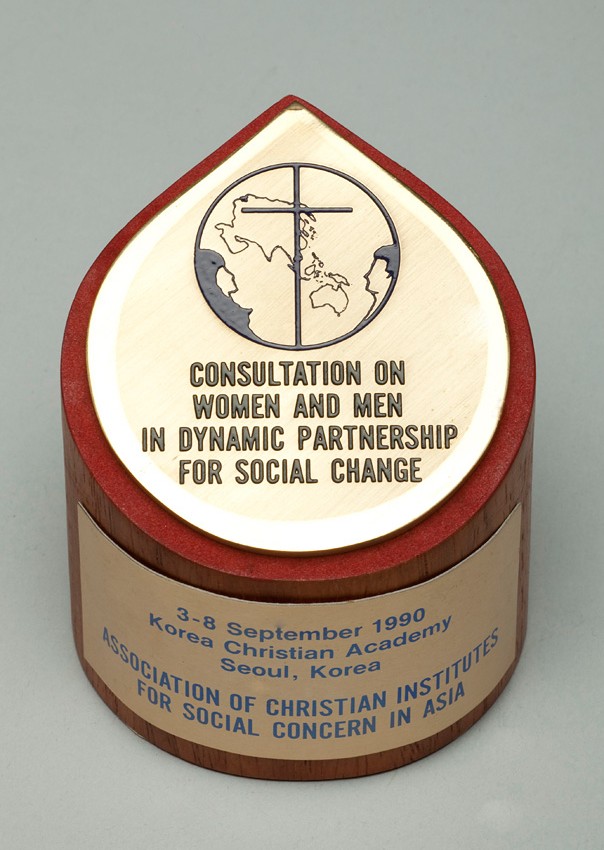 CONSULTATION ON
WOMEN AND MEN
IN DYNAMIC PARTNERSHIP
FOR SOCIAL CHANGE
3-8 September 1990
Korea Christian Academy
Seoul, Korea
ASSOCIATION OF CHRISTIAN INSTITUTES
FOR SOCIAL CONCERN IN ASIA